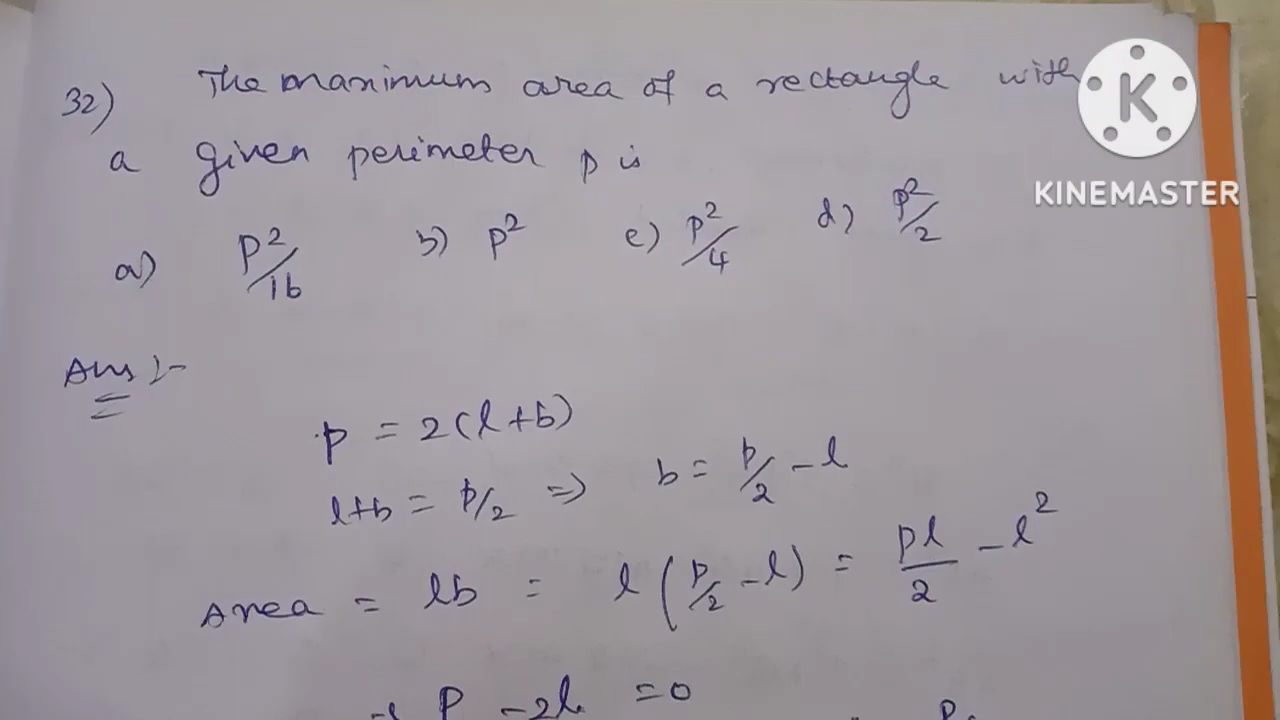 32) The maximum area of a rectangle with
a given perimeter p is
a) P²/16 b) p² c) p²/4 d) p²/2
Ans :-
p = 2(l+b)
l+b = p/2 => b = p/2 - l
Area = lb = l(p/2 - l) = pl/2 - l²
P -2l =0
K
KINEMASTER